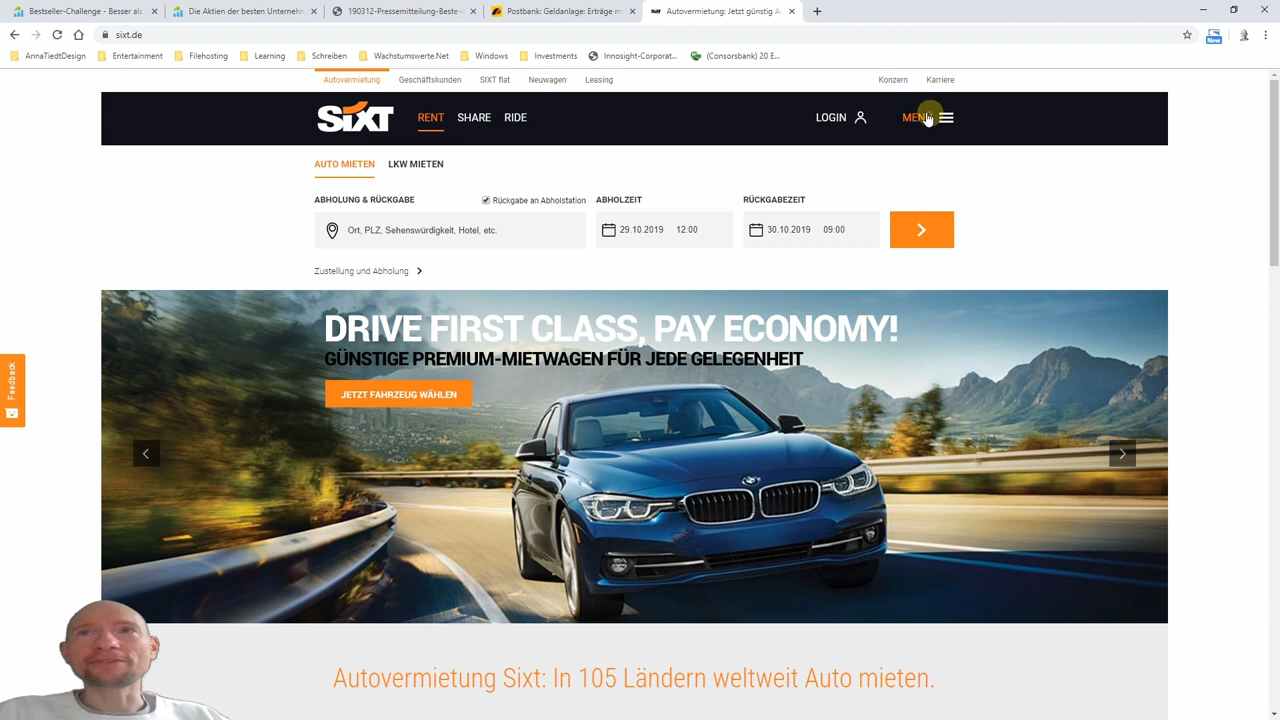 Bestseller-Challenge - Besser als
Die Aktien der besten Unternehm
190312-Pressemitteilung-Beste-A
Postbank: Geldanlage: Erträge m
Autovermietung: Jetzt günstig Au
sixt.de
New
AnnaTiedtDesign
Entertainment
Filehosting
Learning
Schreiben
Wachstumswerte.Net
Windows
Investments
Innosight-Corporat...
(Consorsbank) 20 E...
Autovermietung
Geschäftskunden
SIXT flat
Neuwagen
Leasing
Konzern
Karriere
SIXT
RENT
SHARE
RIDE
LOGIN
AUTO MIETEN
LKW MIETEN
ABHOLUNG & RÜCKGABE
Rückgabe an Abholstation
ABHOLZEIT
RÜCKGABEZEIT
Ort, PLZ, Sehenswürdigkeit, Hotel, etc.
29.10.2019 12:00
30.10.2019 09:00
Zustellung und Abholung
DRIVE FIRST CLASS, PAY ECONOMY!
GÜNSTIGE PREMIUM-MIETWAGEN FÜR JEDE GELEGENHEIT
JETZT FAHRZEUG WÄHLEN
Feedback
Autovermietung Sixt: In 105 Ländern weltweit Auto mieten.